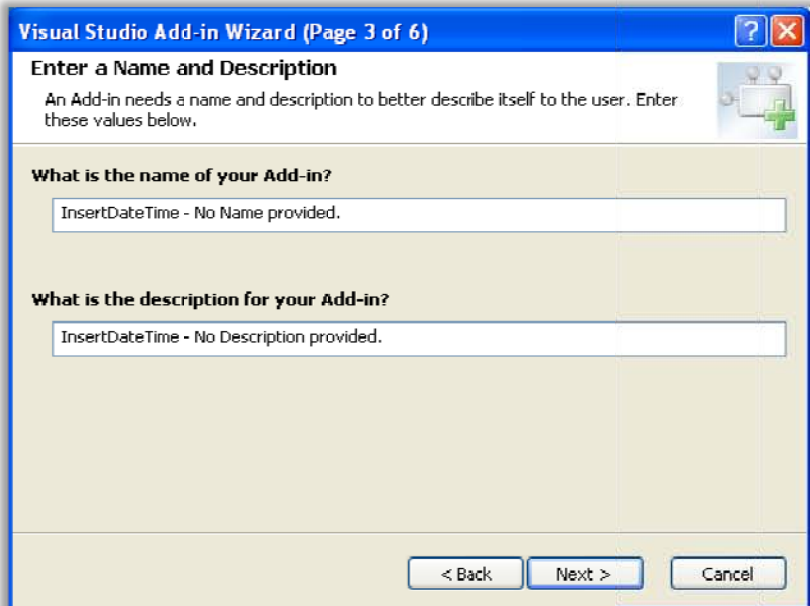 Visual Studio Add-in Wizard (Page 3 of 6)
?
Enter a Name and Description
An Add-in needs a name and description to better describe itself to the user. Enter
these values below.
What is the name of your Add-in?
InsertDateTime - No Name provided.
What is the description for your Add-in?
InsertDateTime - No Description provided.
< Back Next > Cancel